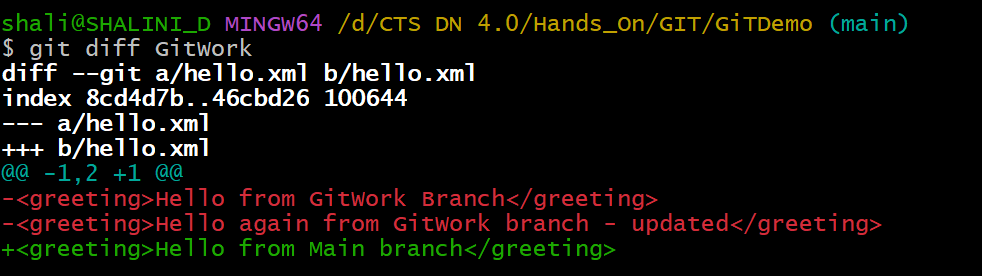 shali@SHALINI_D MINGW64 /d/CTS DN 4.0/Hands_On/GIT/GiTDemo (main)
$ git diff GitWork
diff --git a/hello.xml b/hello.xml
index 8cd4d7b..46cbd26 100644
--- a/hello.xml
+++ b/hello.xml
@@ -1,2 +1 @@
-<greeting>Hello from GitWork Branch</greeting>
-<greeting>Hello again from GitWork branch - updated</greeting>
+<greeting>Hello from Main branch</greeting>